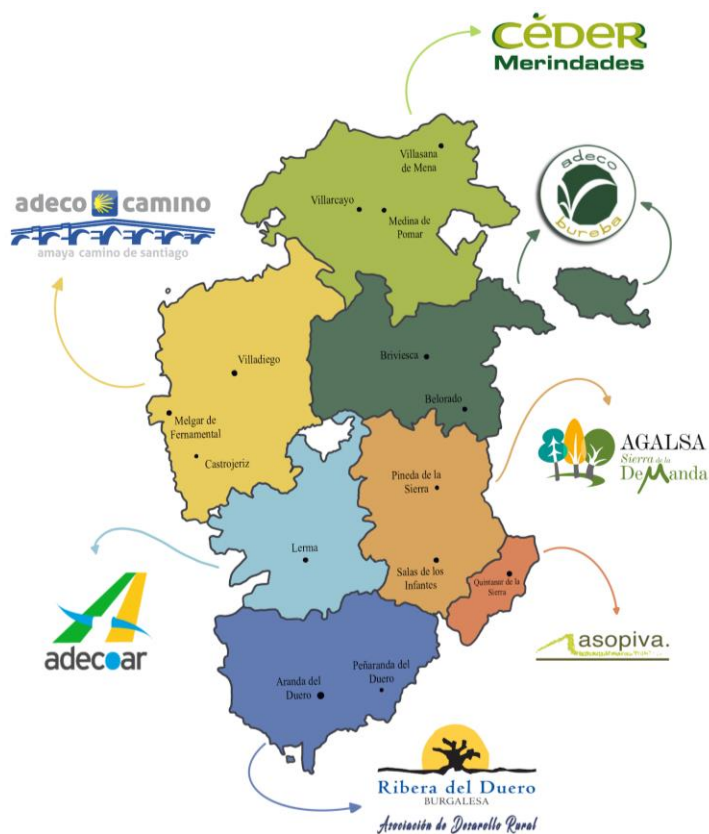 CÉDER
Merindades
adeco
bureba
adeco camino
amaya camino de santiago
Villasana
de Mena
Villarcayo
Medina de
Pomar
Villadiego
Briviesca
Belorado
Melgar de
Fernamental
Castrojeriz
AGALSA
Sierra de la
DeManda
Pineda de la
Sierra
Lerma
Salas de los
Infantes
Quintanar de la
Sierra
adecoar
asopiva.
Peñaranda del
Duero
Aranda del
Duero
Ribera del Duero
BURGALESA
Asociación de Desarollo Rural